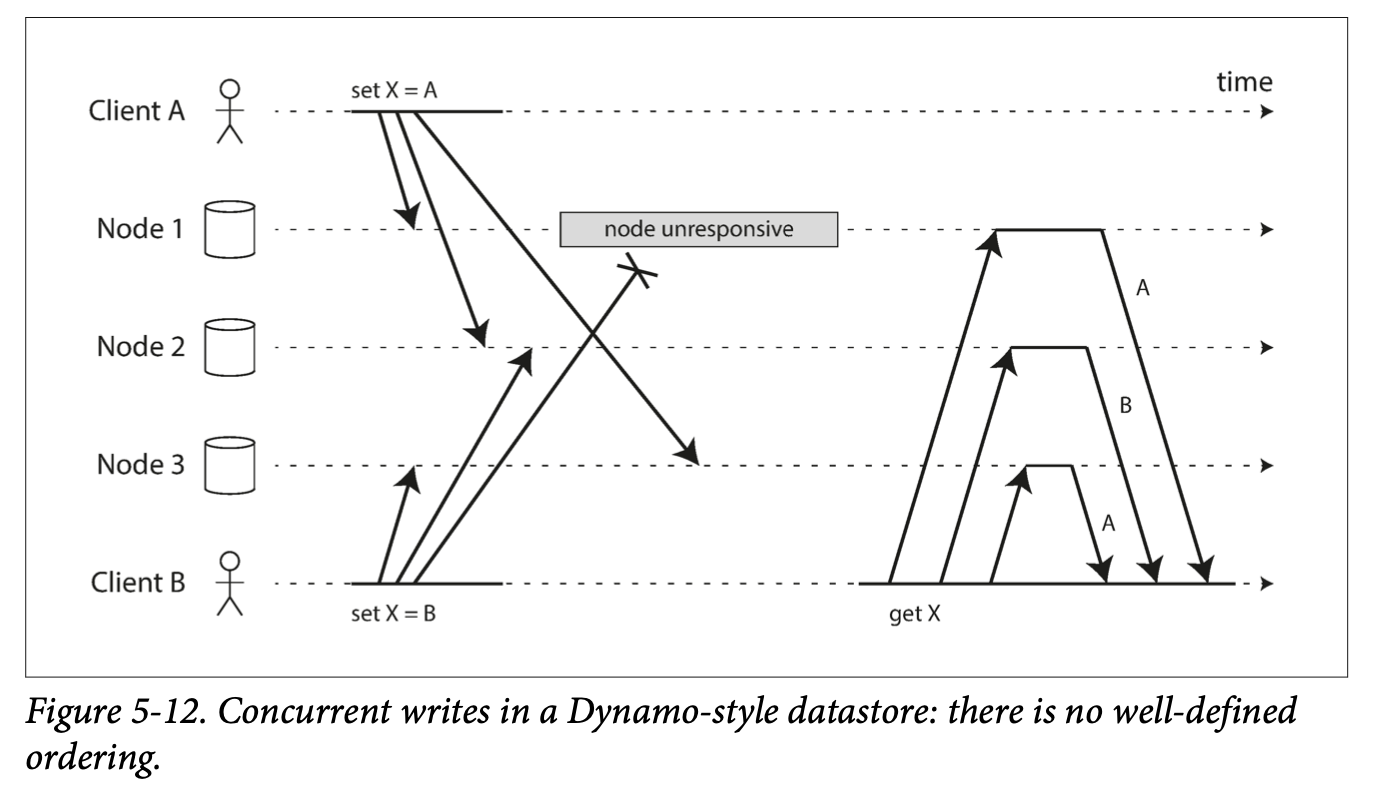 set X = A
time
Client A
Node 1
node unresponsive
A
Node 2
B
Node 3
A
Client B
set X = B
get X
Figure 5-12. Concurrent writes in a Dynamo-style datastore: there is no well-defined
ordering.